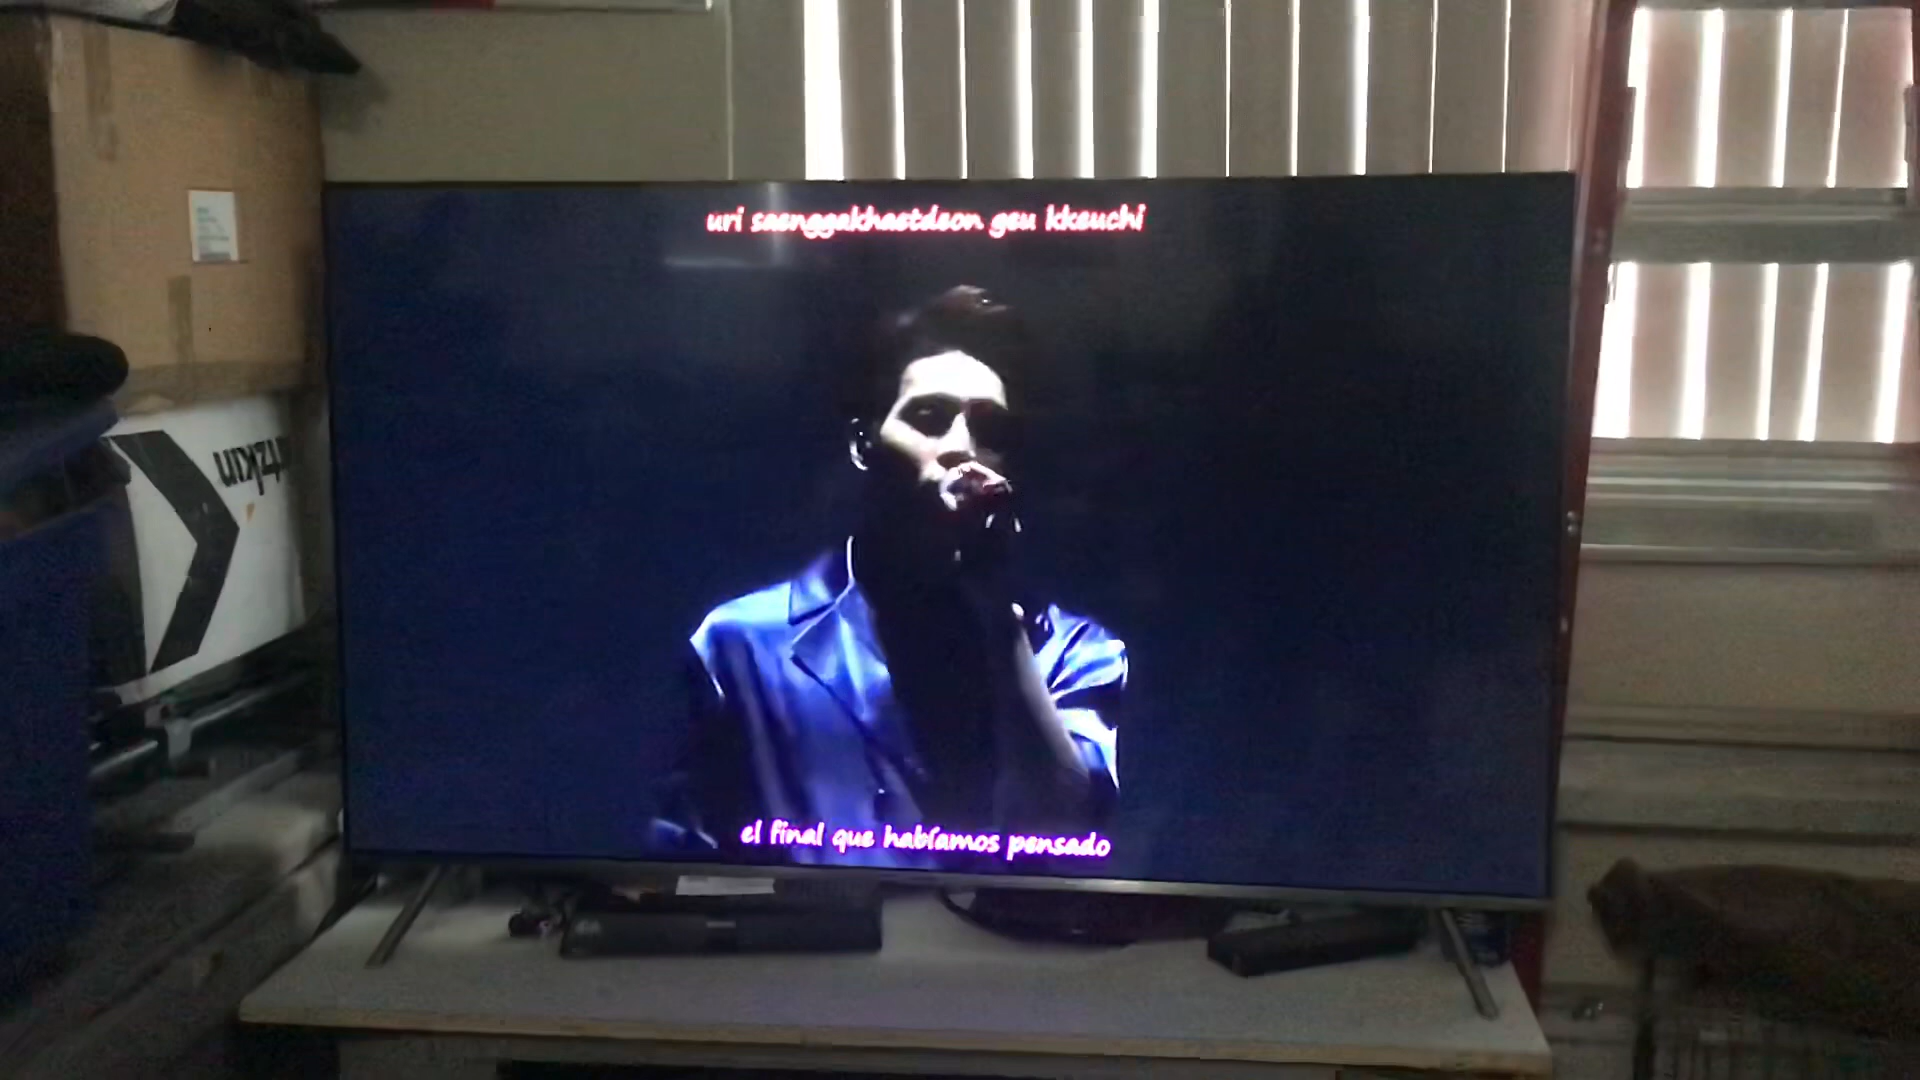 uri saenggakhaetdeon geu kkeuchi
el final que habíamos pensado